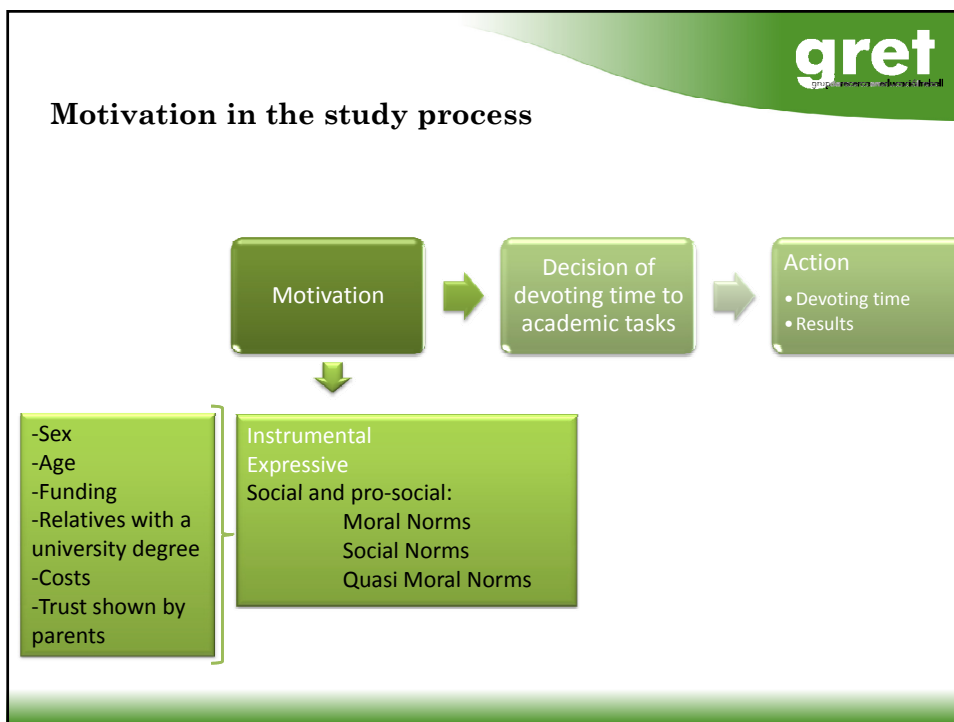 gret
Motivation in the study process
Motivation
Decision of
devoting time to
academic tasks
Action
• Devoting time
• Results
-Sex
-Age
-Funding
-Relatives with a
university degree
-Costs
-Trust shown by
parents
Instrumental
Expressive
Social and pro-social:
Moral Norms
Social Norms
Quasi Moral Norms